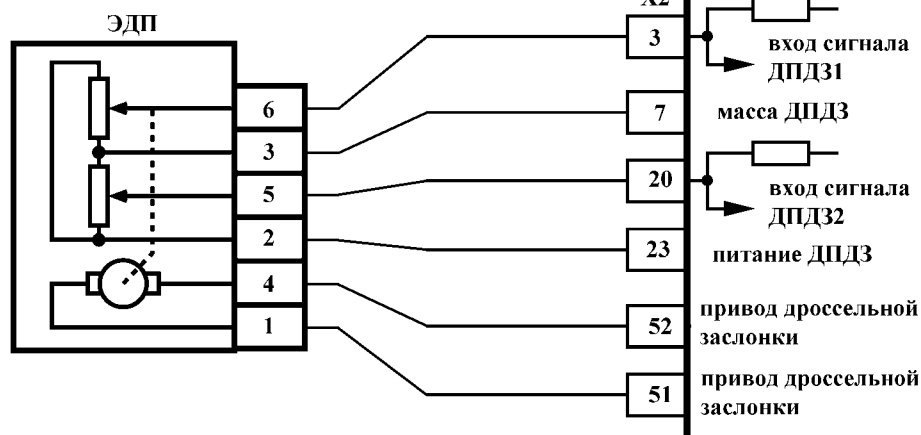 X2
ЭДП
3
вход сигнала
ДПДЗ1
6
7
масса ДПДЗ
3
5
20
вход сигнала
ДПДЗ2
2
23
питание ДПДЗ
4
52
привод дроссельной
заслонки
1
51
привод дроссельной
заслонки